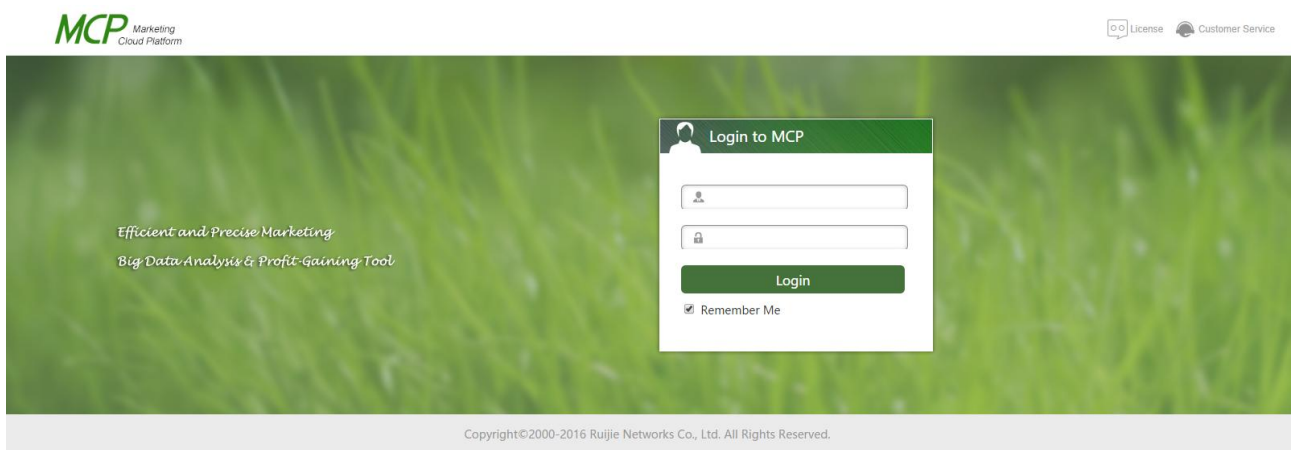 MCP Marketing
Cloud Platform
License Customer Service
Login to MCP
Efficient and Precise Marketing
Big Data Analysis & Profit-Gaining Tool
Login
Remember Me
Copyright©2000-2016 Ruijie Networks Co., Ltd. All Rights Reserved.